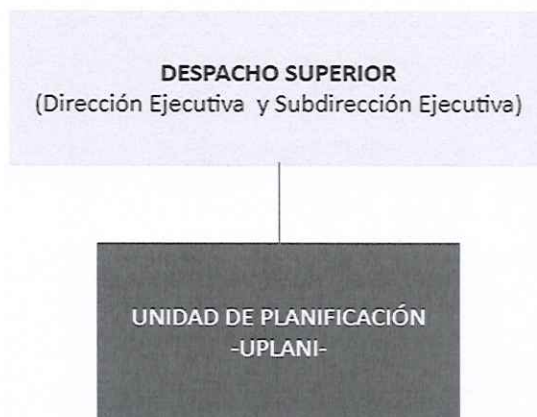 DESPACHO SUPERIOR
(Dirección Ejecutiva y Subdirección Ejecutiva)
UNIDAD DE PLANIFICACIÓN
-UPLANI-